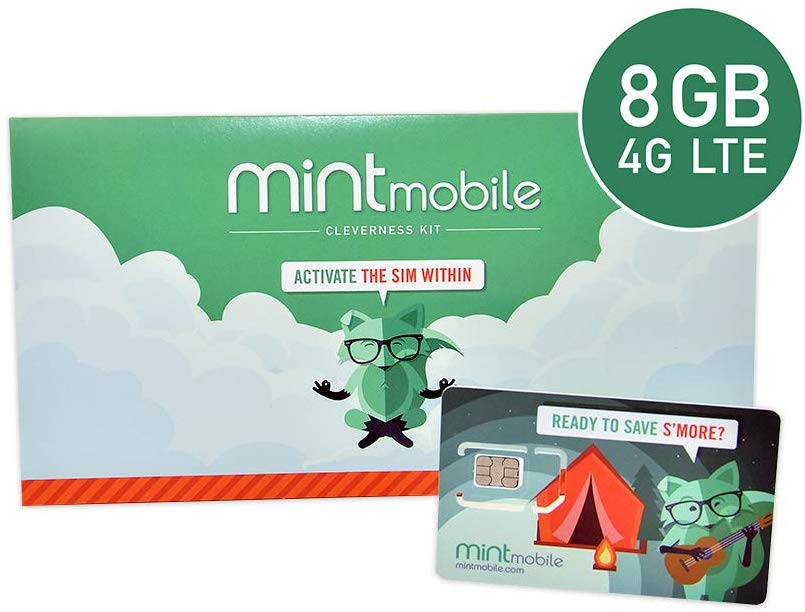 8GB
4G LTE
mintmobile
CLEVERNESS KIT
ACTIVATE THE SIM WITHIN
READY TO SAVE S'MORE?
mintmobile
mintmobile.com